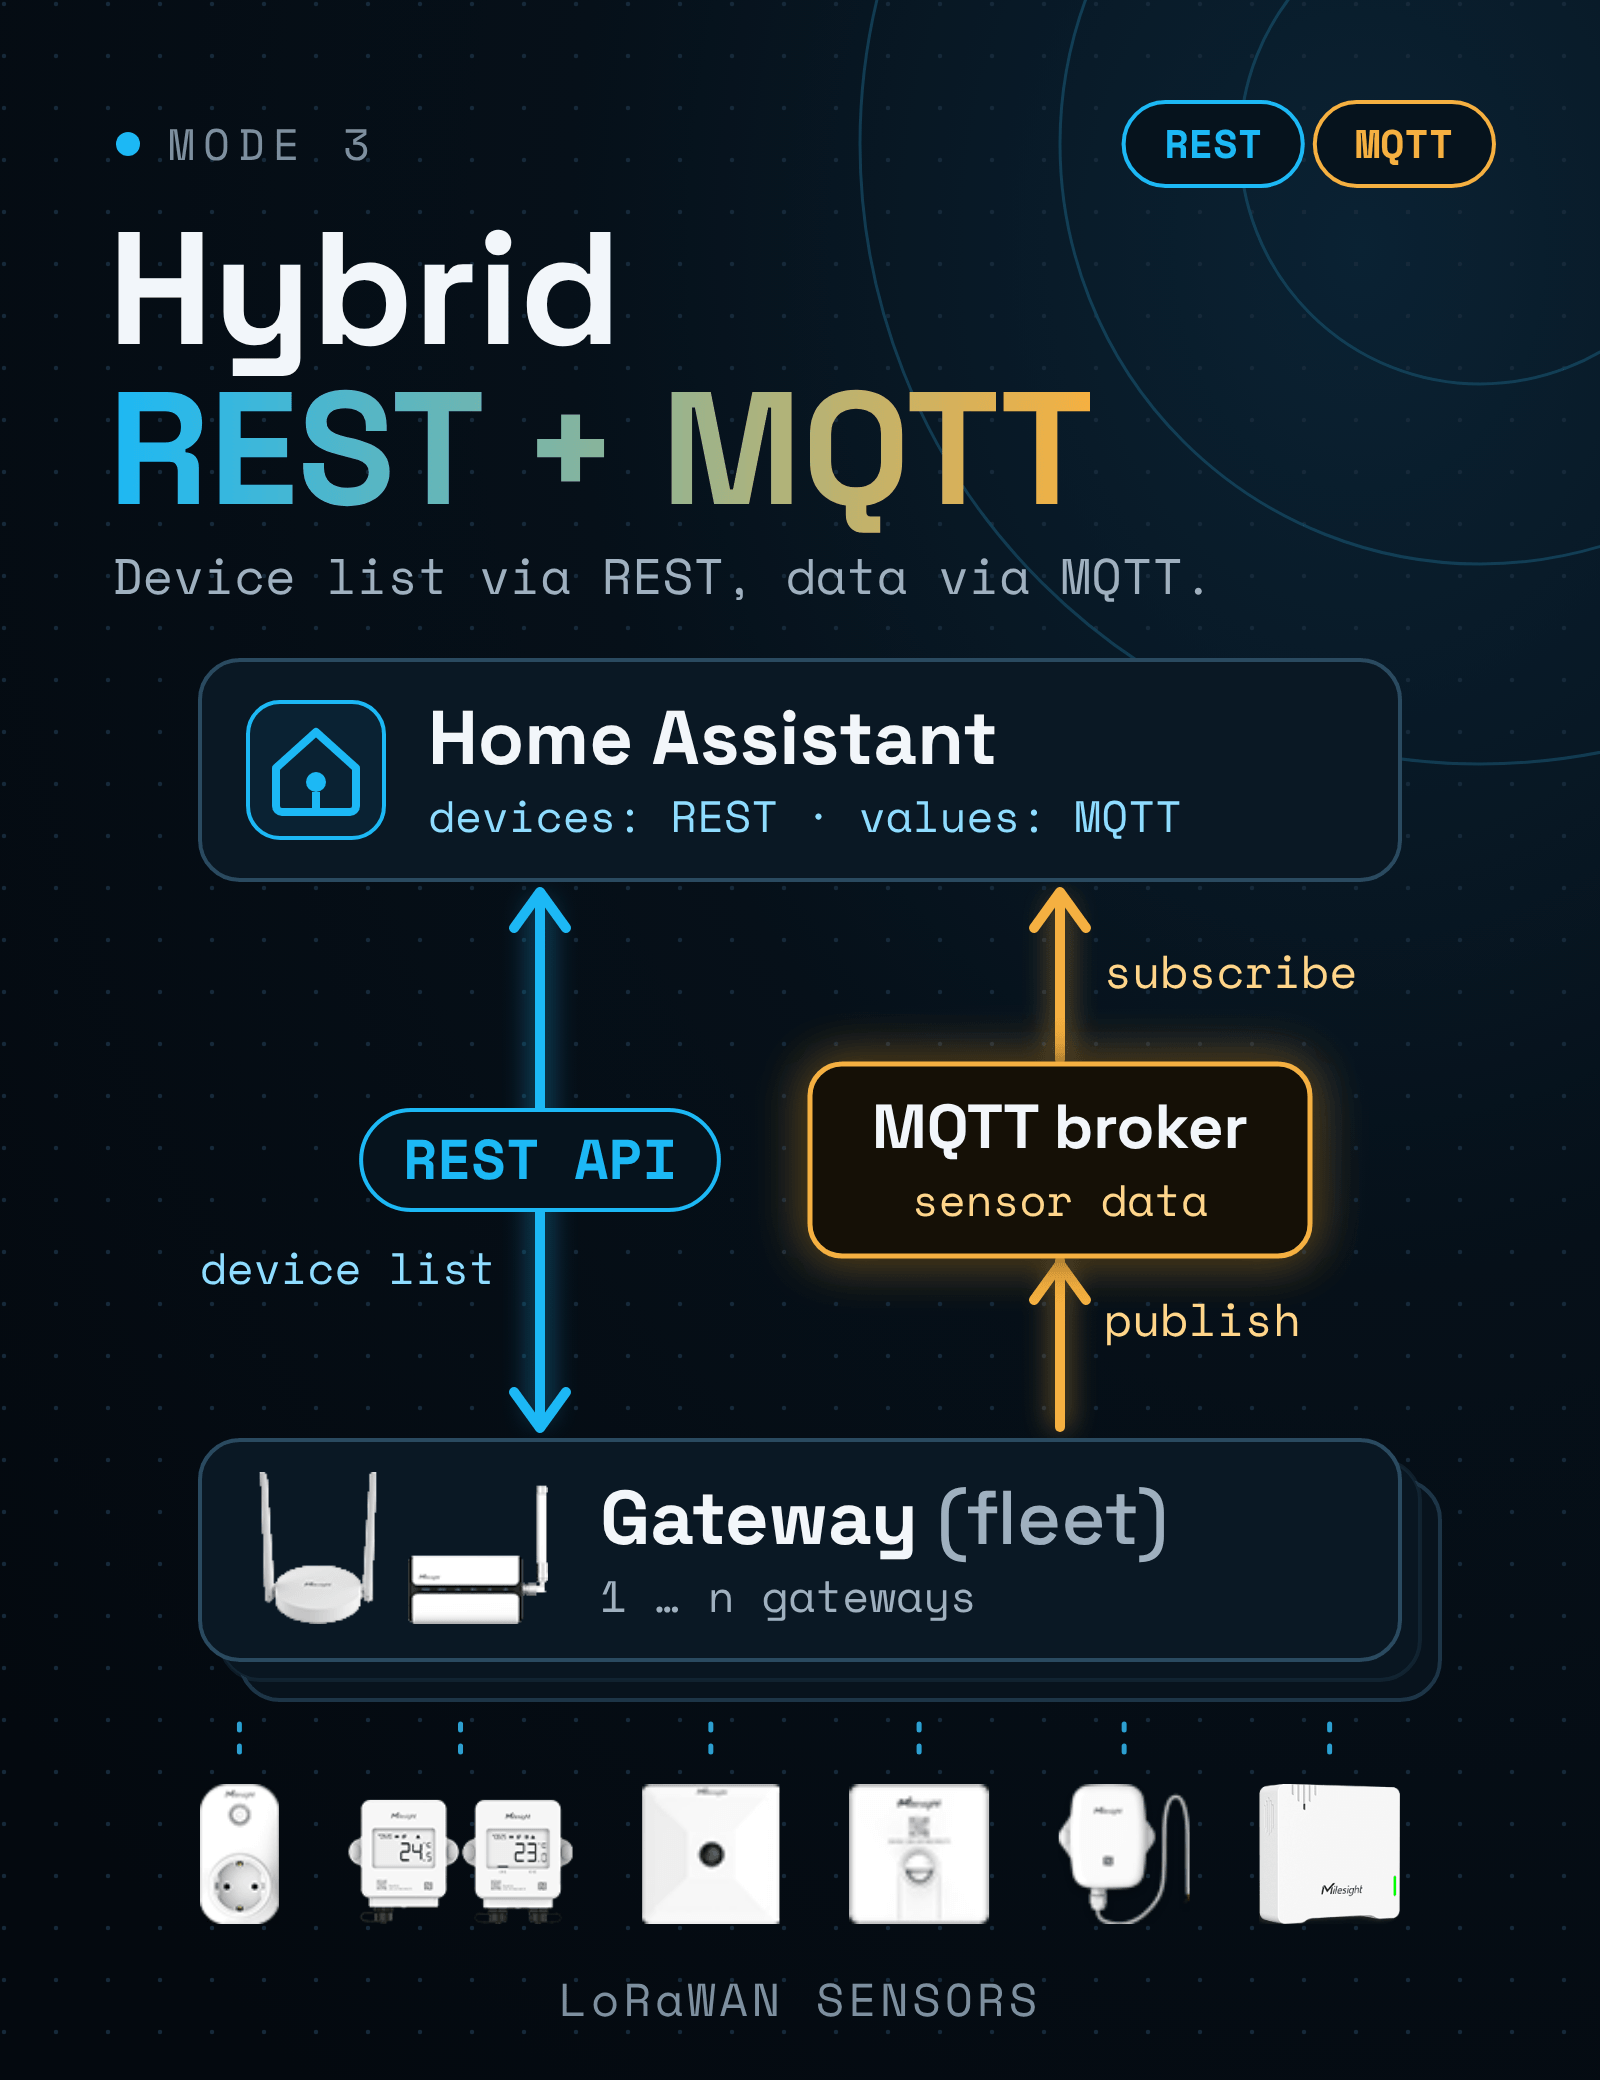 MODE 3
REST
MQTT
Hybrid
REST + MQTT
Device list via REST, data via MQTT.
Home Assistant
devices: REST · values: MQTT
subscribe
MQTT broker
sensor data
REST API
device list
publish
Gateway (fleet)
1 … n gateways
Milesight
LoRaWAN SENSORS